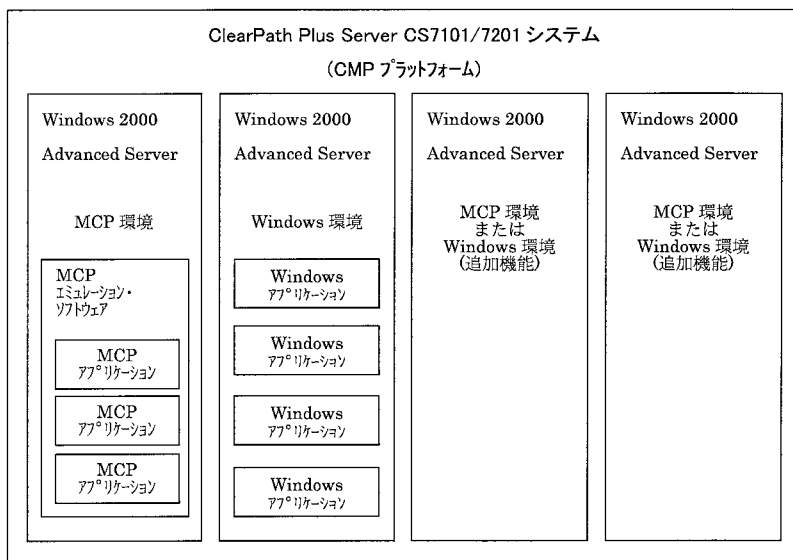 ClearPath Plus Server CS7101/7201 システム
(CMP プラットフォーム)
Windows 2000
Advanced Server
MCP 環境
MCP
エミュレーション・
ソフトウェア
MCP
アプリケーション
MCP
アプリケーション
MCP
アプリケーション
Windows 2000
Advanced Server
Windows 環境
Windows
アプリケーション
Windows
アプリケーション
Windows
アプリケーション
Windows
アプリケーション
Windows 2000
Advanced Server
MCP 環境
または
Windows 環境
(追加機能)
Windows 2000
Advanced Server
MCP 環境
または
Windows 環境
(追加機能)